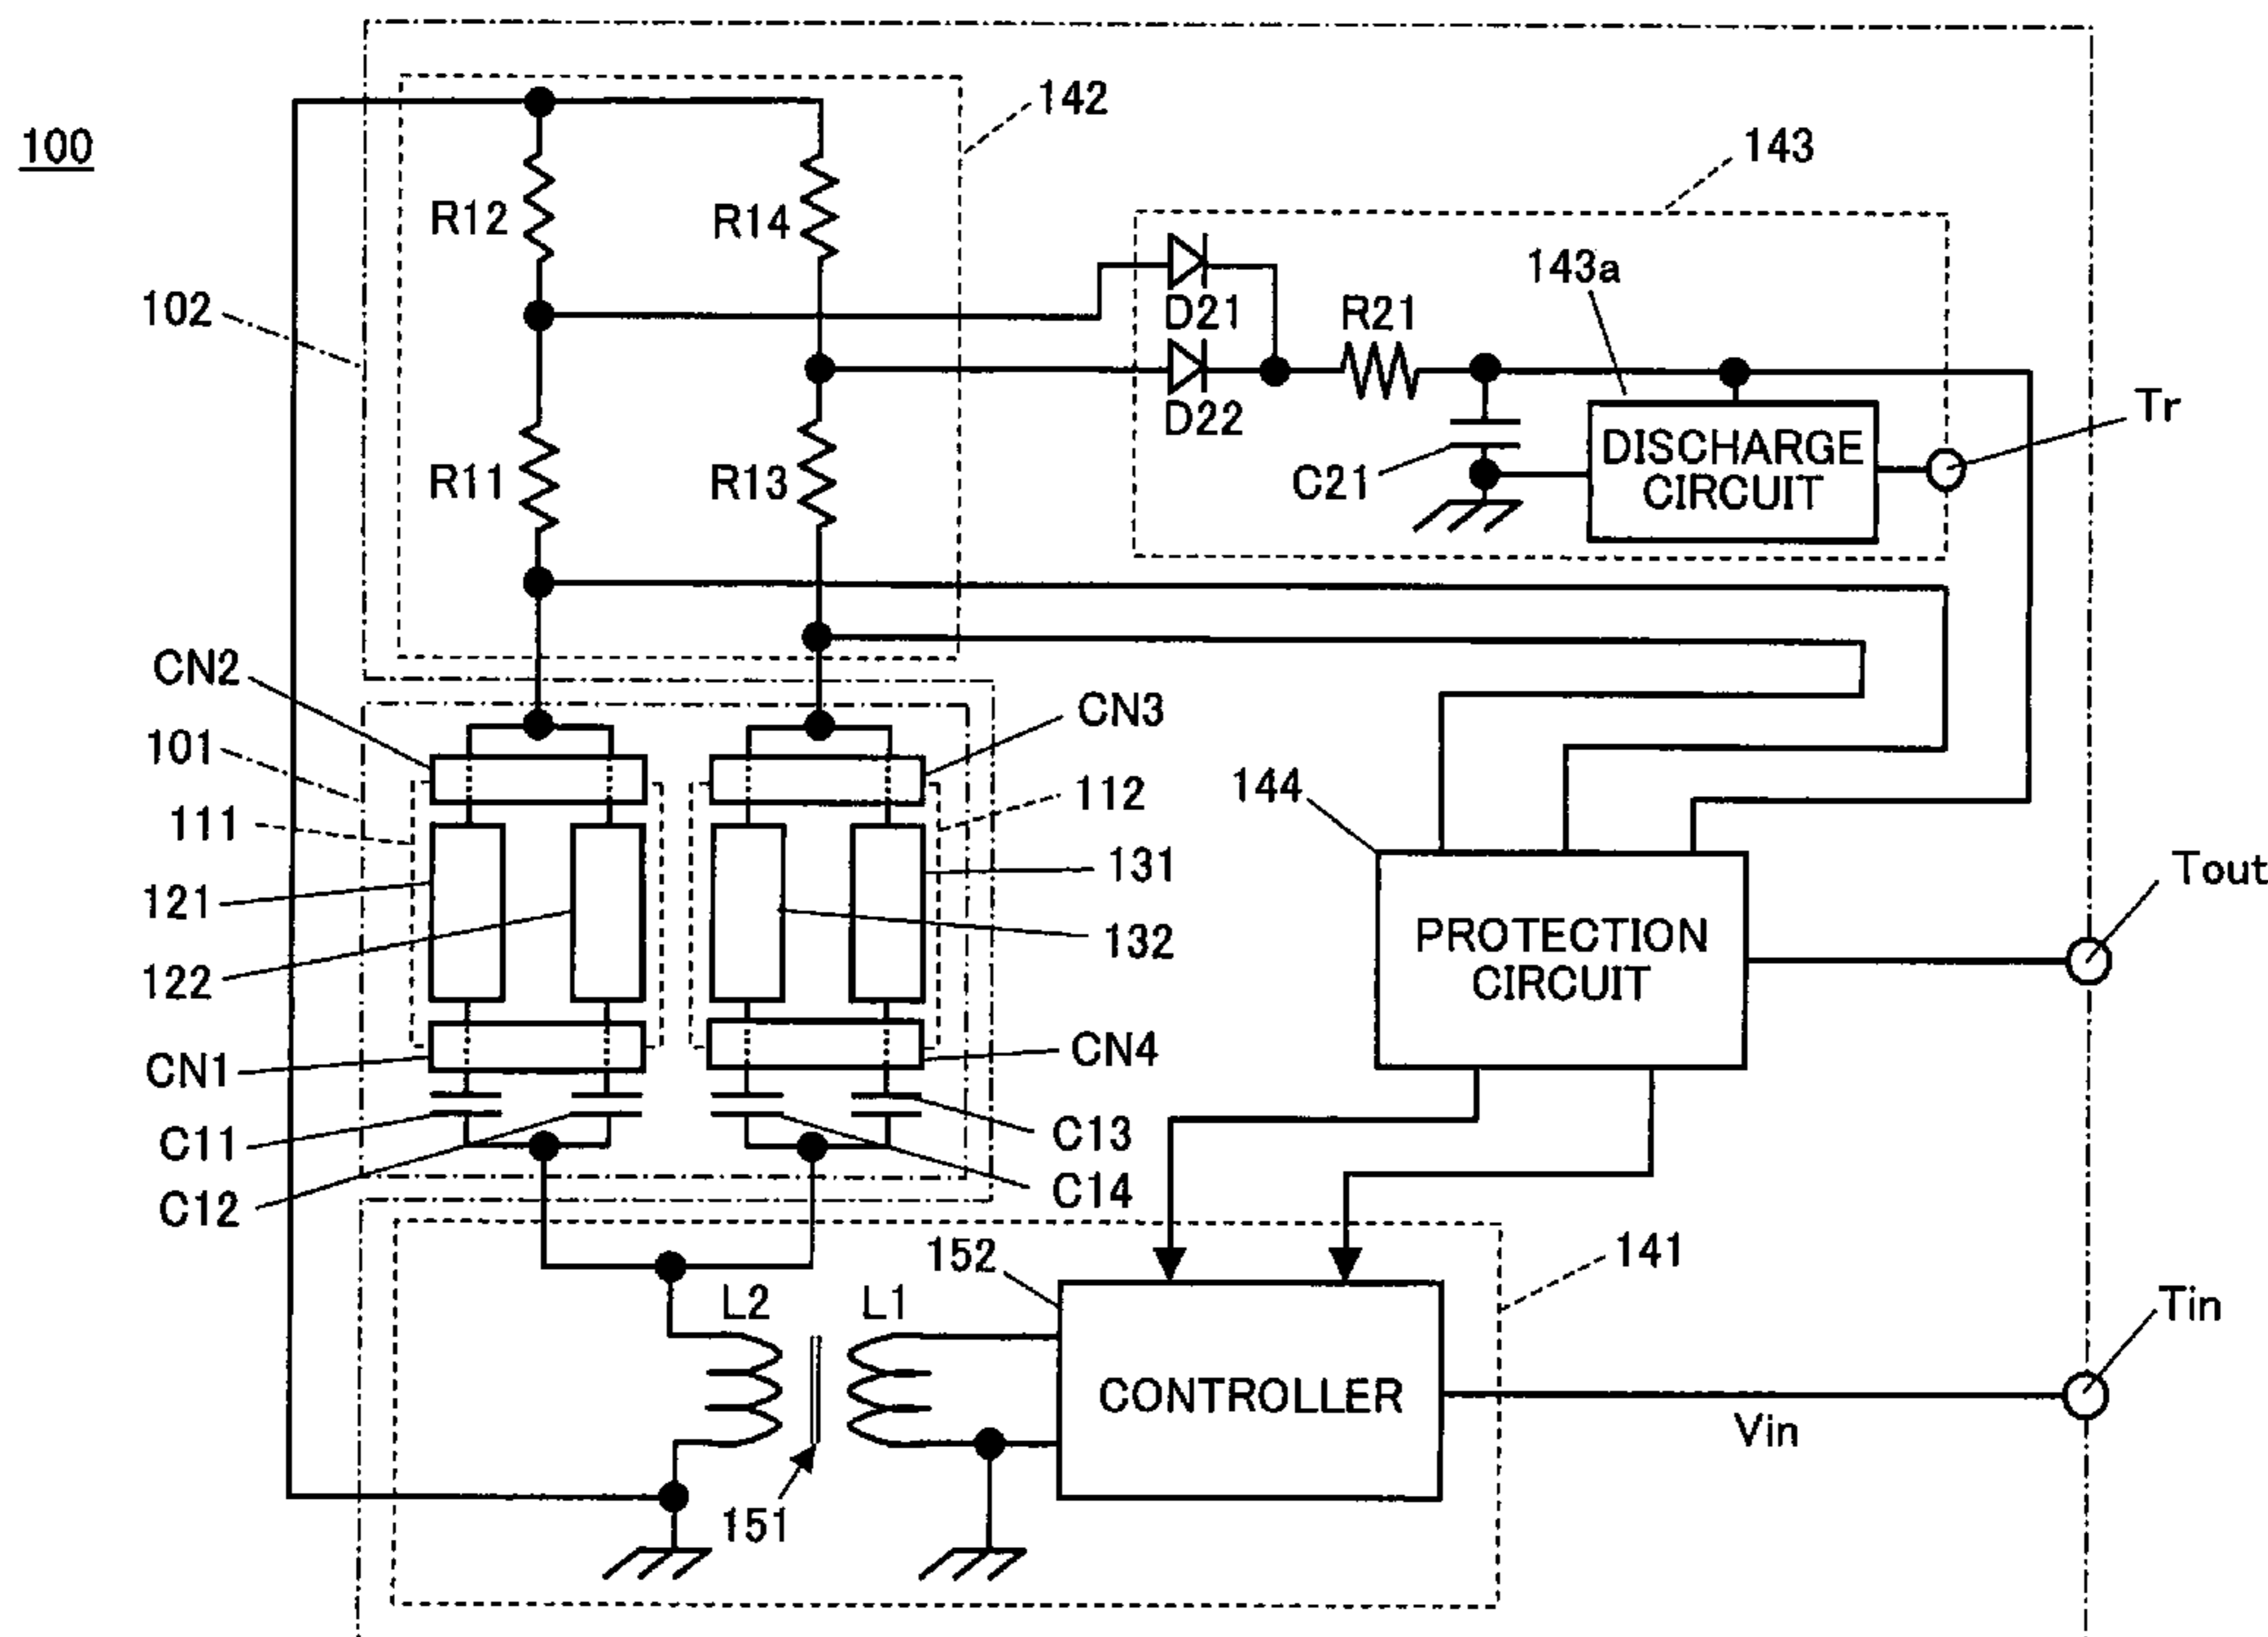 100
142
143
R12
R14
143a
102
D21
R21
Tr
D22
R11
R13
C21
DISCHARGE
CIRCUIT
CN2
CN3
101
144
112
111
131
Tout
121
132
PROTECTION
CIRCUIT
122
CN1
CN4
C11
C13
C12
C14
152
141
L2
L1
Tin
CONTROLLER
Vin
151